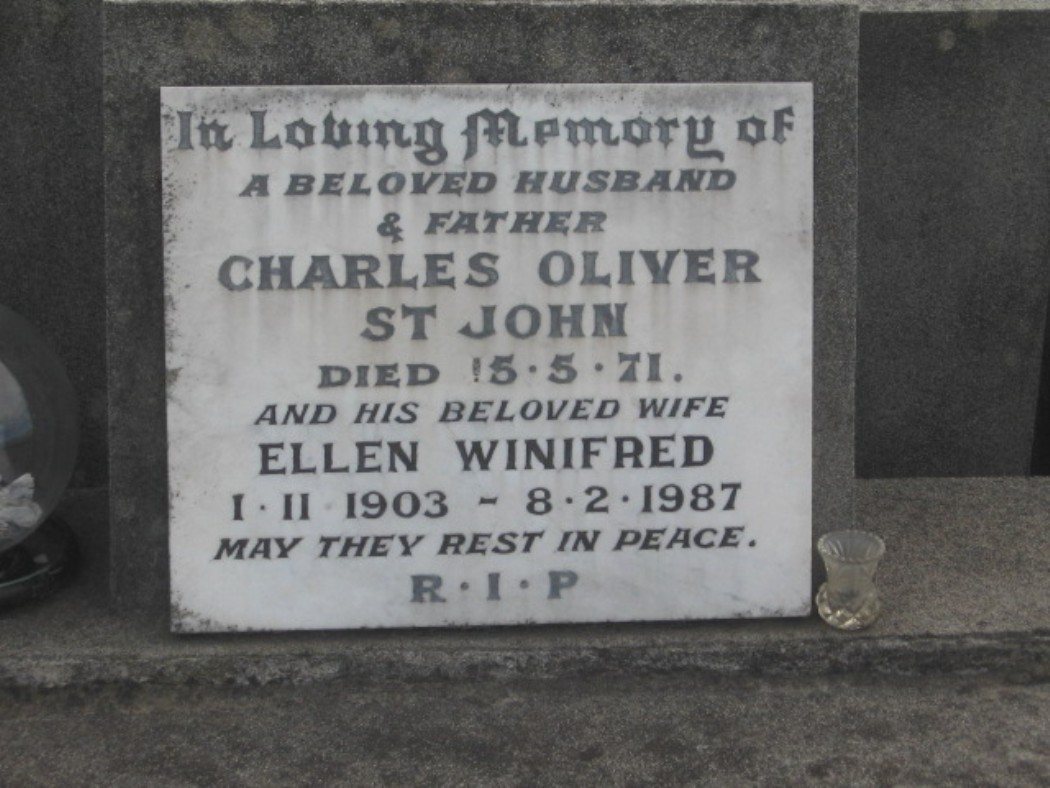 In Loving Memory of
A BELOVED HUSBAND
& FATHER
CHARLES OLIVER
ST JOHN
DIED 15·5·71.
AND HIS BELOVED WIFE
ELLEN WINIFRED
1·11 1903 - 8·2·1987
MAY THEY REST IN PEACE.
R·I·P